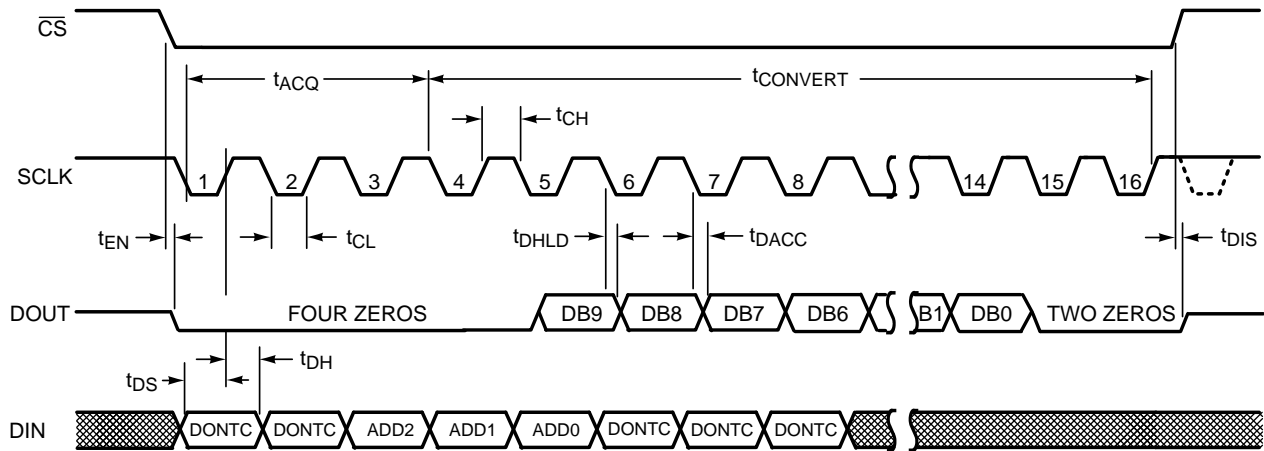 CS
tACQ
tCONVERT
tCH
SCLK
1 2 3 4 5 6 7 8 14 15 16
tEN
tCL
tDHLD
tDACC
tDIS
DOUT
FOUR ZEROS
DB9 DB8 DB7 DB6 B1 DB0
TWO ZEROS
tDH
tDS
DIN
DONTC DONTC ADD2 ADD1 ADD0 DONTC DONTC DONTC